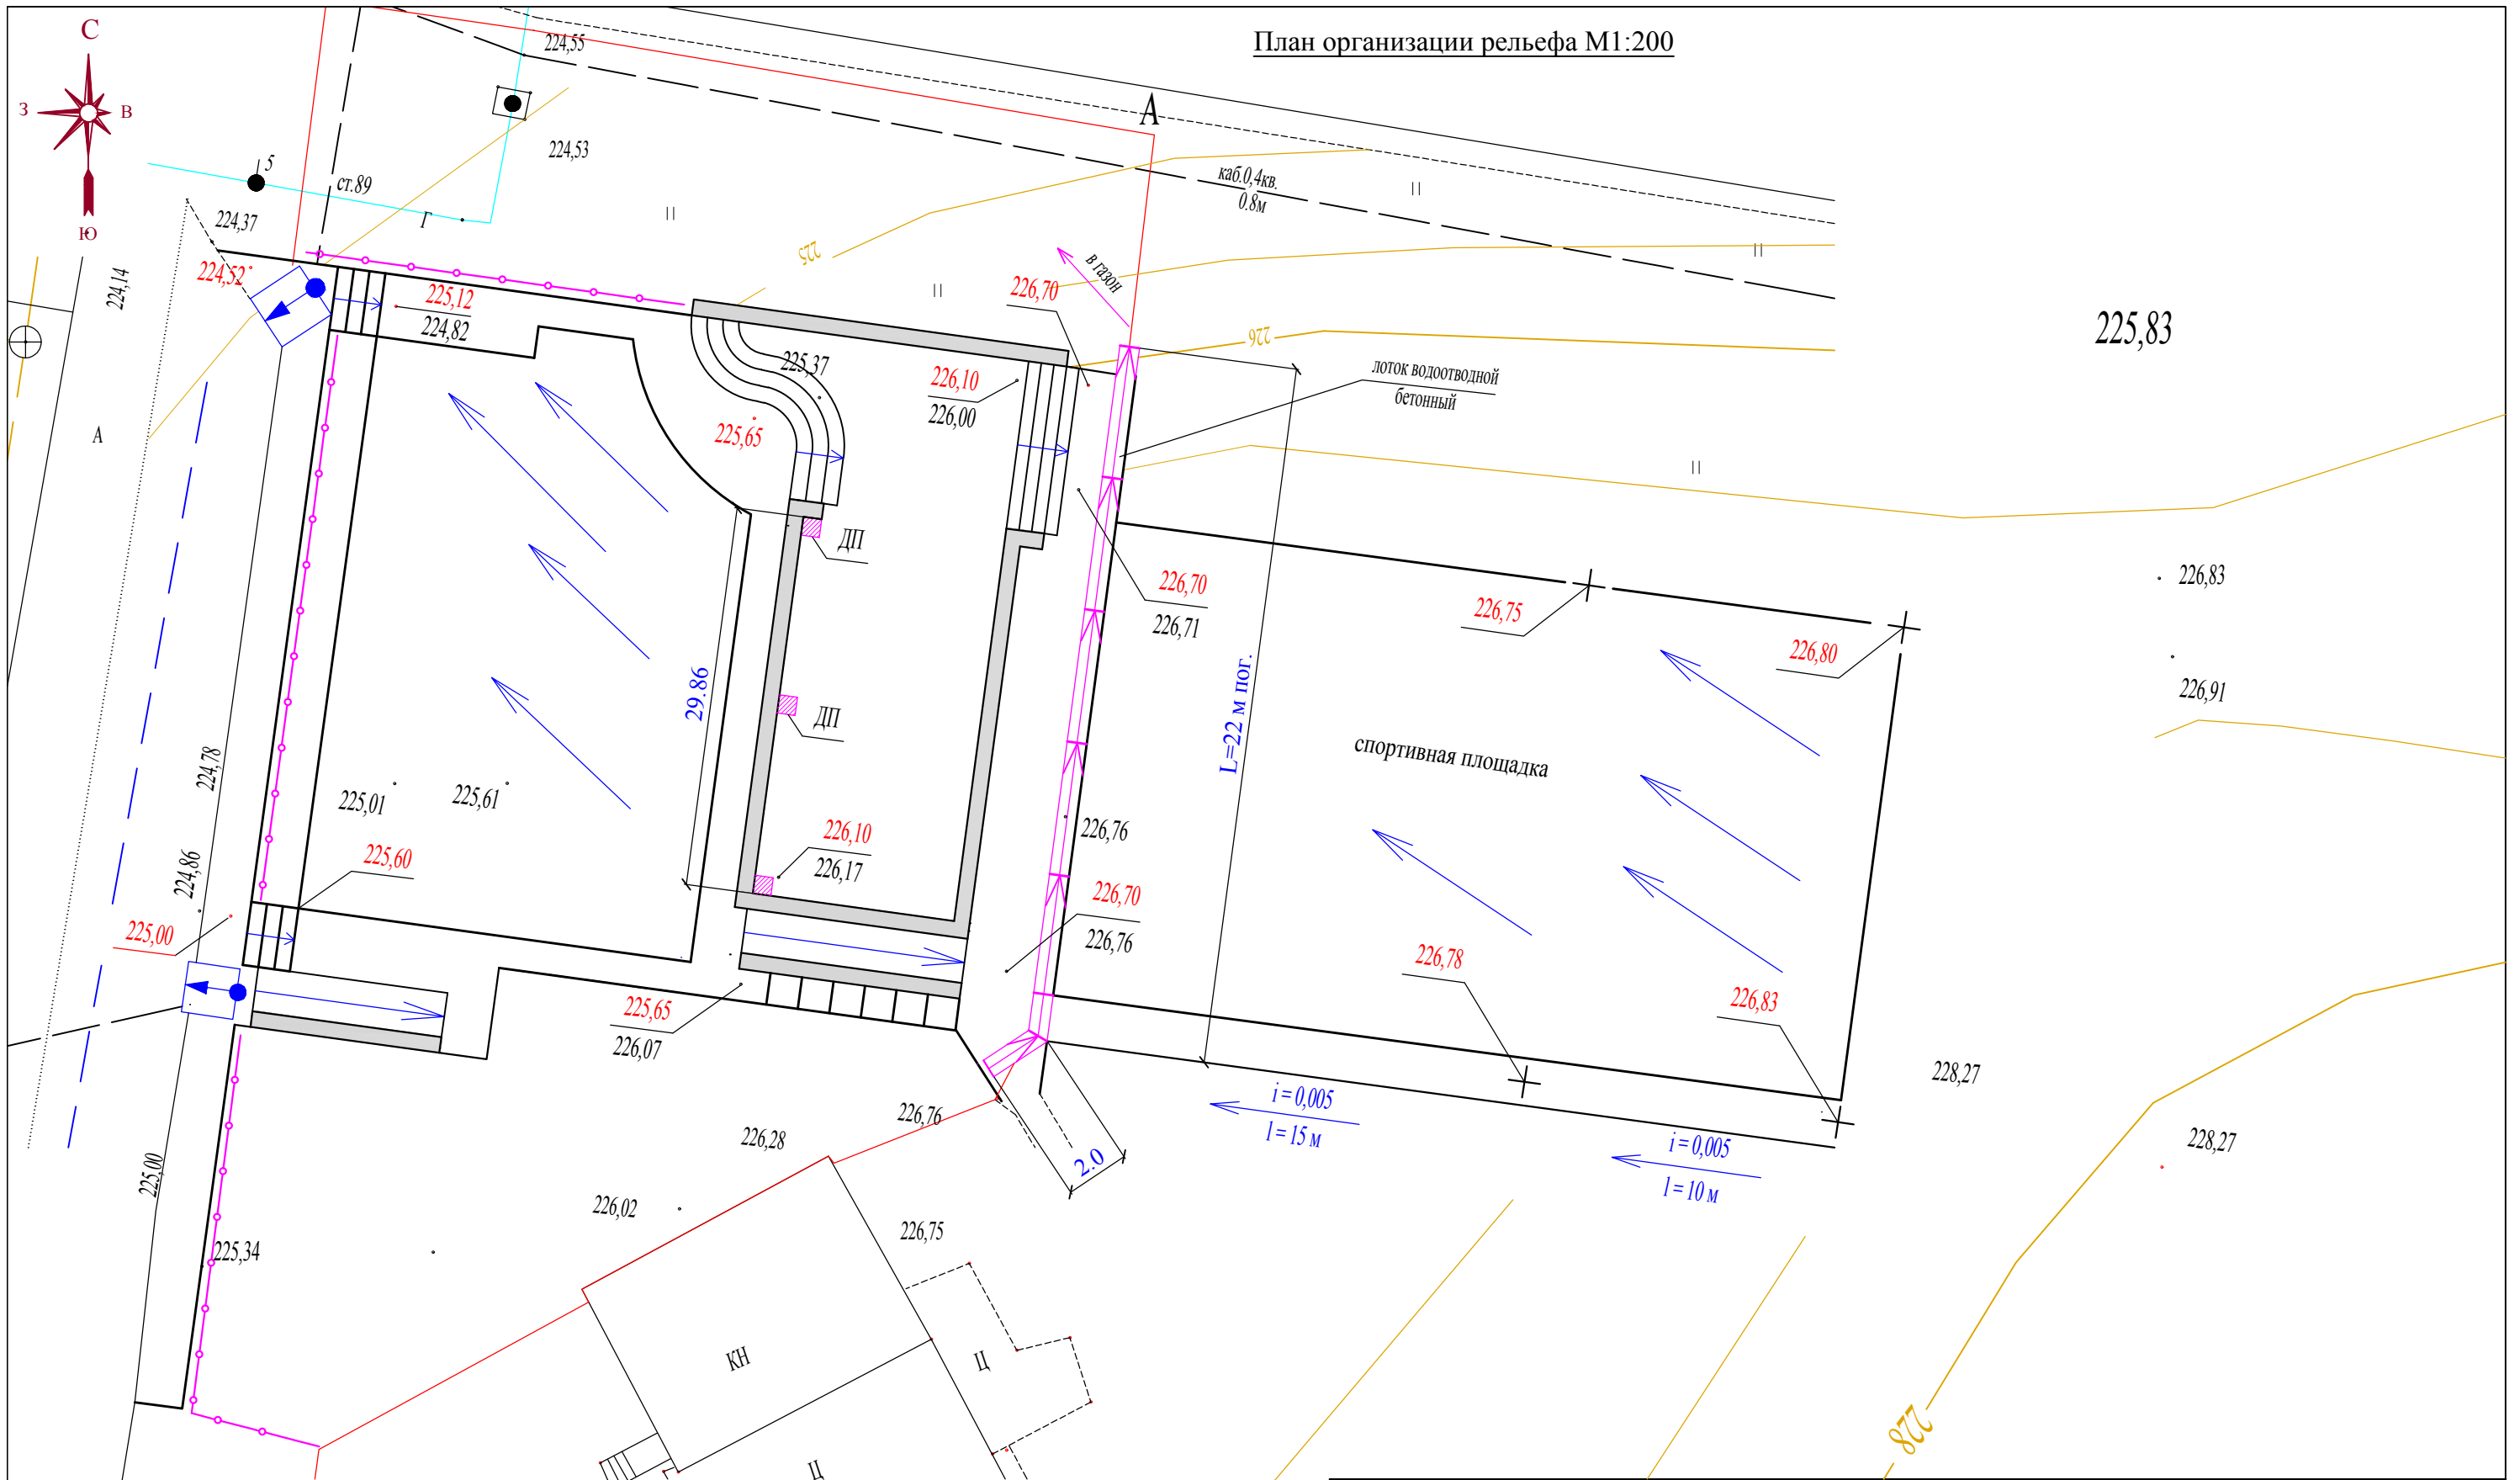 План организации рельефа М1:200
С
З
В
Ю
224,55
224,53
5
ст.89
Г
224,37
224,52
224,14
А
А
каб.0,4кв.
0.8м
225
в газон
226
225,83
225,12
224,82
225,37
225,65
226,10
226,00
226,70
лоток водоотводной
бетонный
ДП
ДП
226,70
226,71
226,75
226,80
226,83
226,91
29.86
L=22 м пог.
спортивная площадка
224,78
224,86
225,01
225,61
225,60
225,00
226,10
226,17
226,76
226,70
226,76
226,78
226,83
225,65
226,07
i = 0,005
l = 15 м
i = 0,005
l = 10 м
228,27
228,27
226,76
226,28
2.0
225,00
226,02
226,75
225,34
КН
Ц
Ц
228